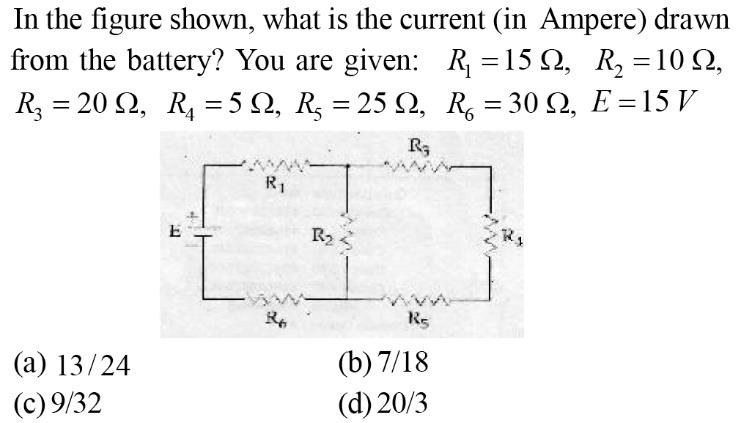 In the figure shown, what is the current (in Ampere) drawn
from the battery? You are given: R₁ = 15 Ω, R₂ = 10 Ω,
R₃ = 20 Ω, R₄ = 5 Ω, R₅ = 25 Ω, R₆ = 30 Ω, E = 15 V
R₃
R₁
+
E
R₂
R₄
−
R₆
R₅
(a) 13/24
(b) 7/18
(c) 9/32
(d) 20/3